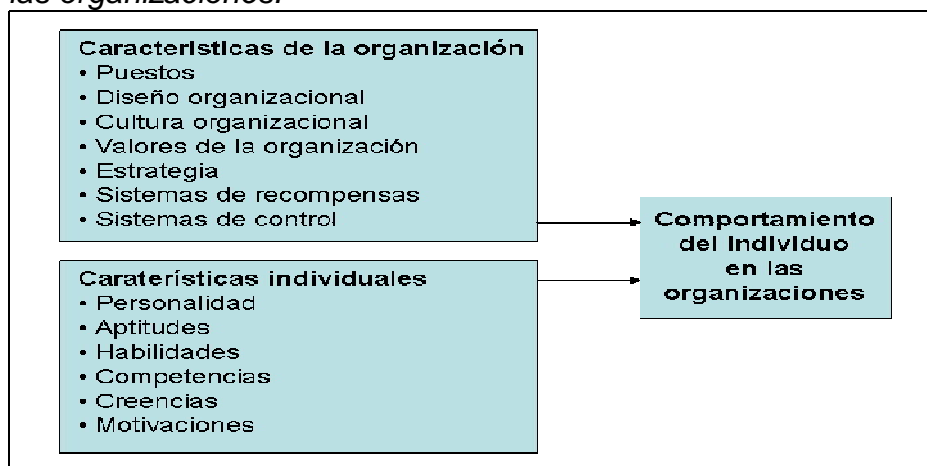 las organizaciones.
Caracteristicas de la organización
• Puestos
• Diseño organizacional
• Cultura organizacional
• Valores de la organización
• Estrategia
• Sistemas de recompensas
• Sistemas de control
Comportamiento
del individuo
en las
organizaciones
Caraterísticas individuales
• Personalidad
• Aptitudes
• Habilidades
• Competencias
• Creencias
• Motivaciones